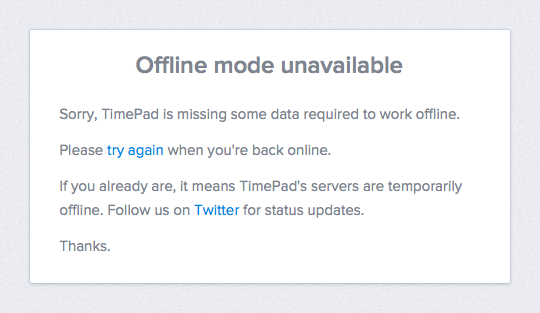 Offline mode unavailable
Sorry, TimePad is missing some data required to work offline.
Please try again when you're back online.
If you already are, it means TimePad's servers are temporarily
offline. Follow us on Twitter for status updates.
Thanks.